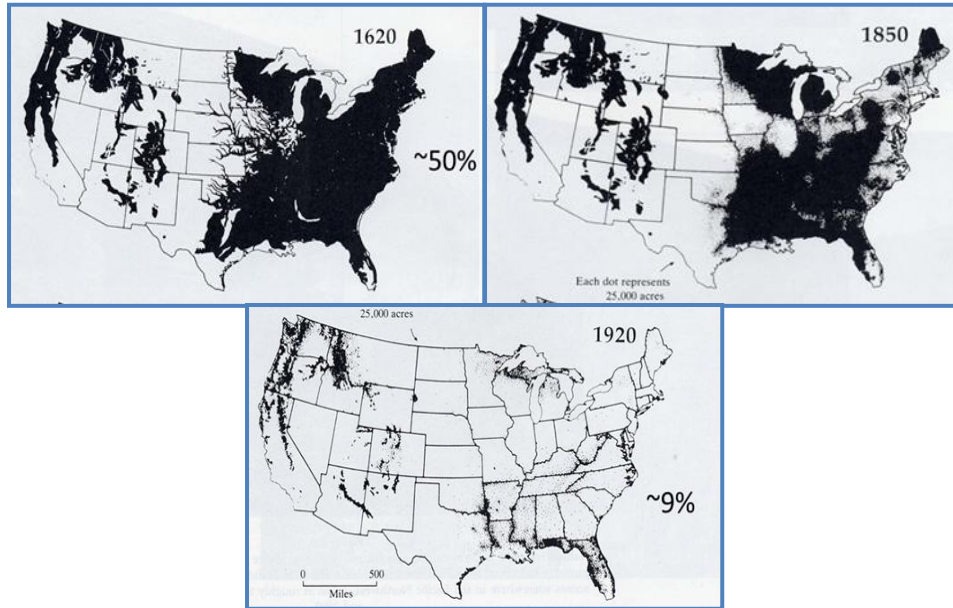 1620
~50%
1850
Each dot represents
25,000 acres
25,000 acres
1920
~9%
0 500
Miles